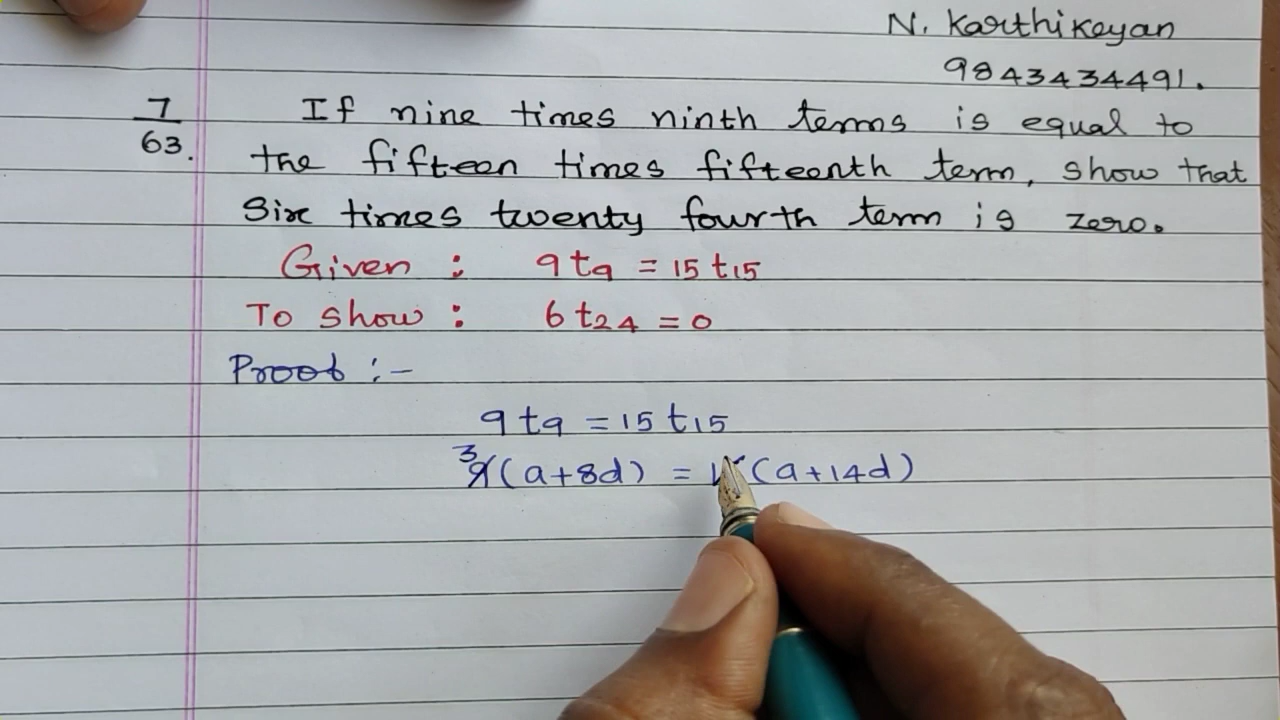 N. Karthikeyan
9843434491.
7
63.
If nine times ninth terms is equal to
the fifteen times fifteenth term, show that
Six times twenty fourth term is zero.
Given : 9t9 = 15t15
To show : 6t24 = 0
Proof :-
9t9 = 15t15
3
9(a+8d) = (a+14d)